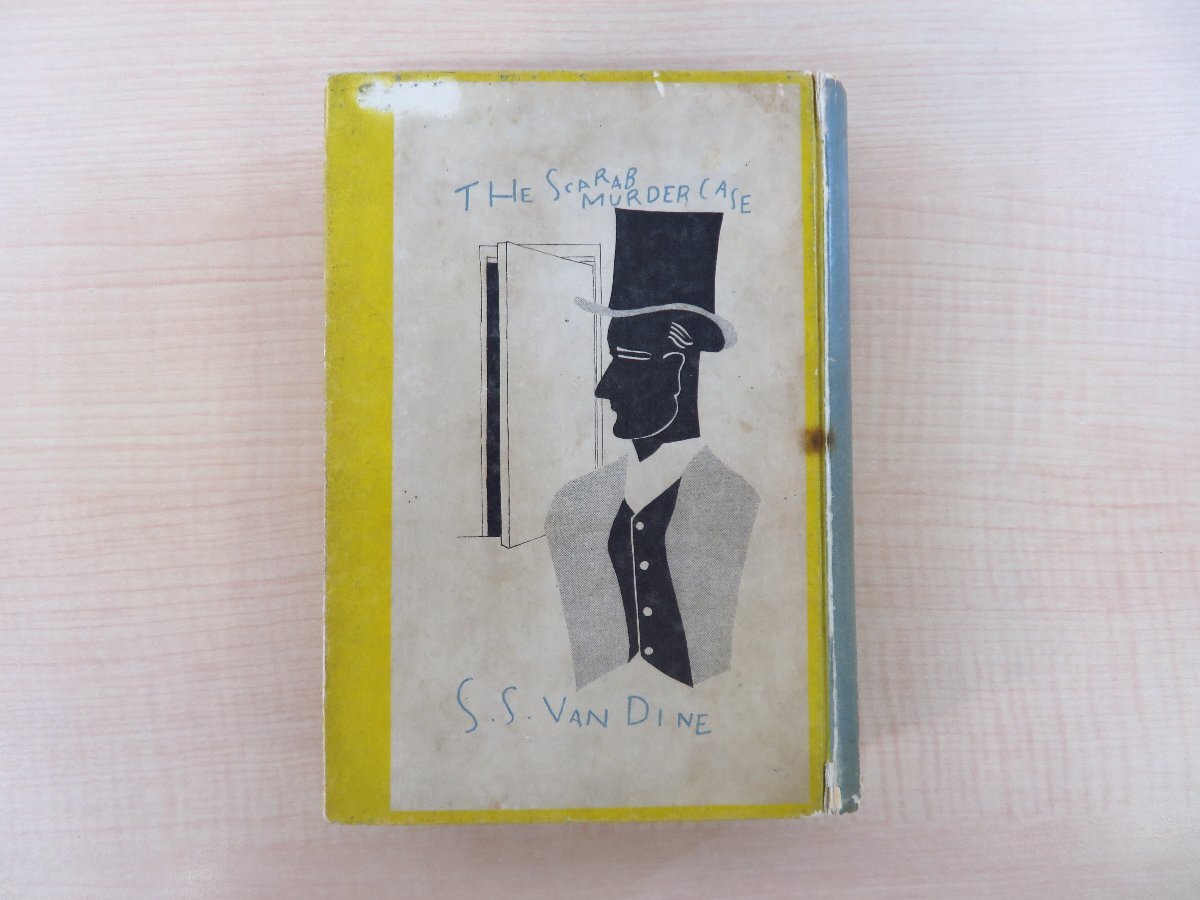 THE SCARAB
MURDER CASE
S.S. VAN DINE